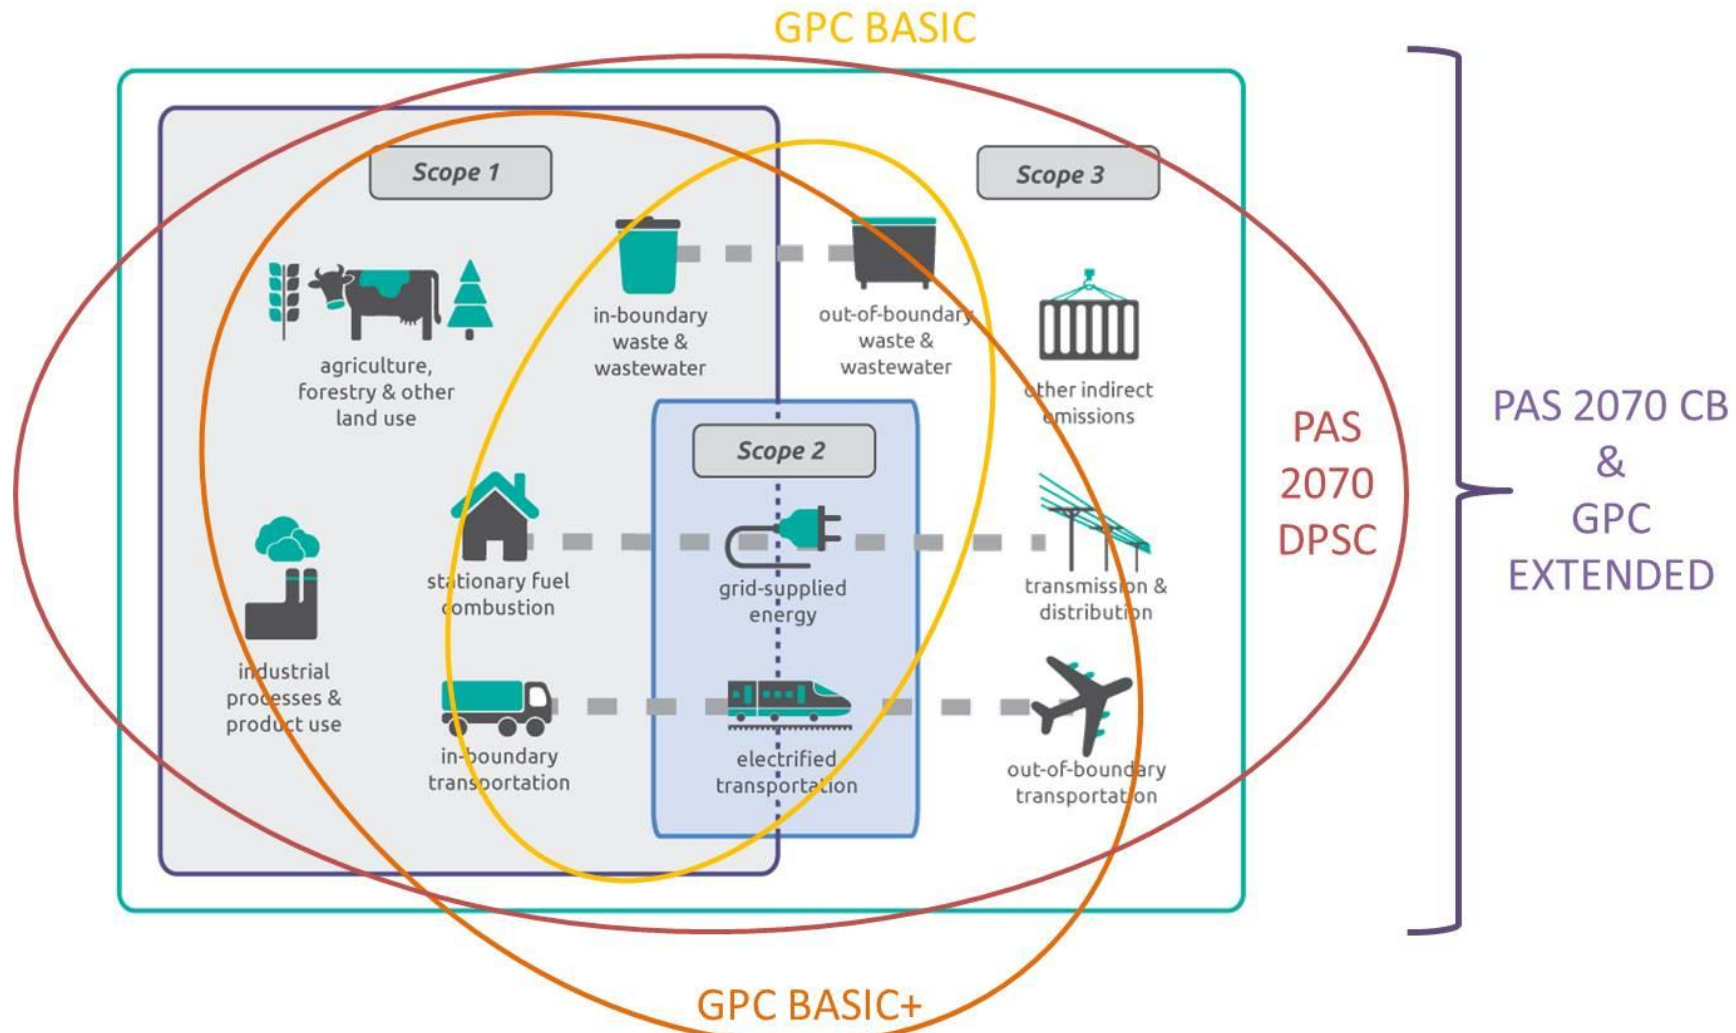 GPC BASIC
Scope 1
Scope 3
in-boundary
waste &
wastewater
out-of-boundary
waste &
wastewater
agriculture,
forestry & other
land use
other indirect
emissions
Scope 2
PAS
2070
DPSC
PAS 2070 CB
&
GPC
EXTENDED
stationary fuel
combustion
grid-supplied
energy
transmission &
distribution
industrial
processes &
product use
in-boundary
transportation
electrified
transportation
out-of-boundary
transportation
GPC BASIC+